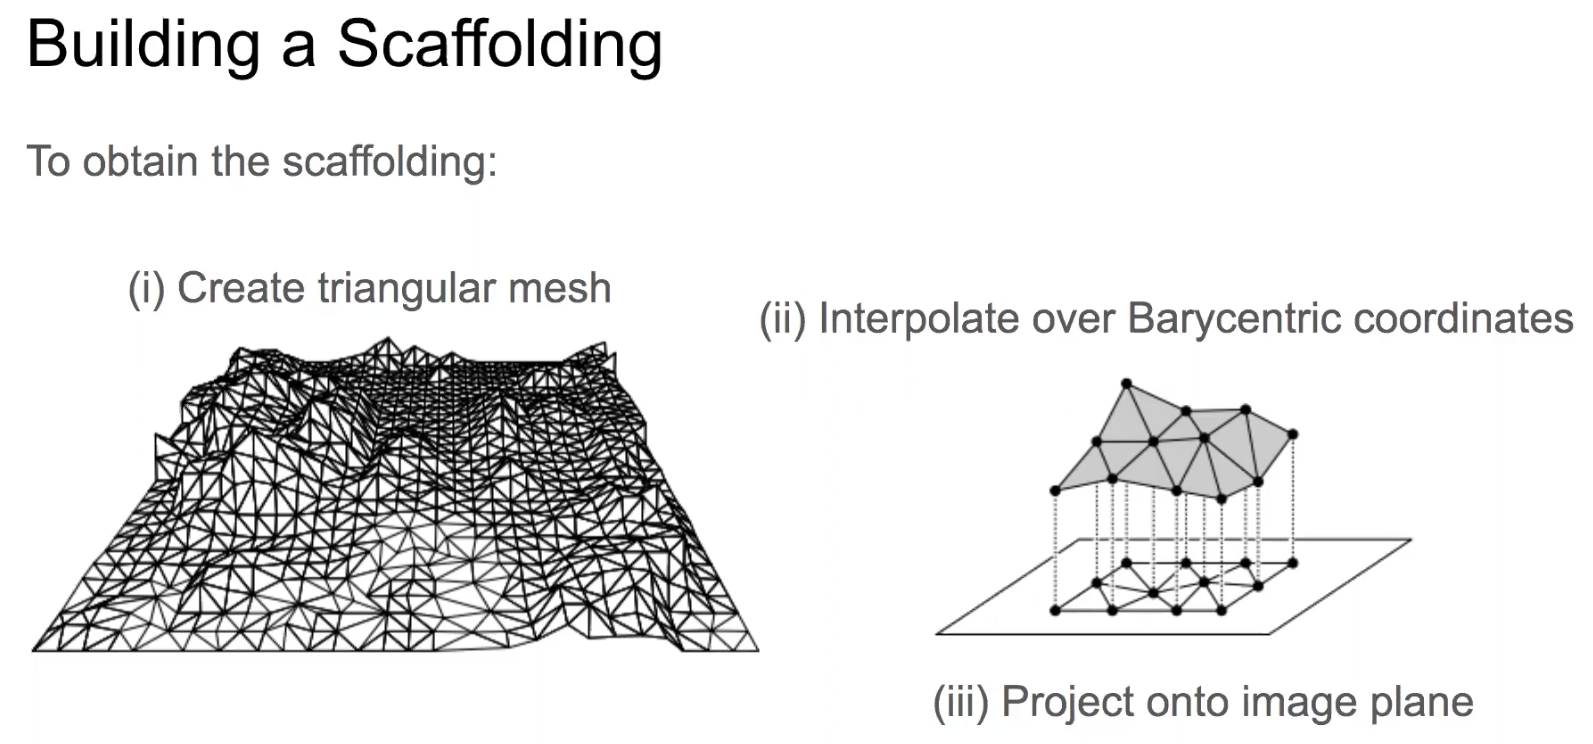 Building a Scaffolding
To obtain the scaffolding:
(i) Create triangular mesh
(ii) Interpolate over Barycentric coordinates
(iii) Project onto image plane